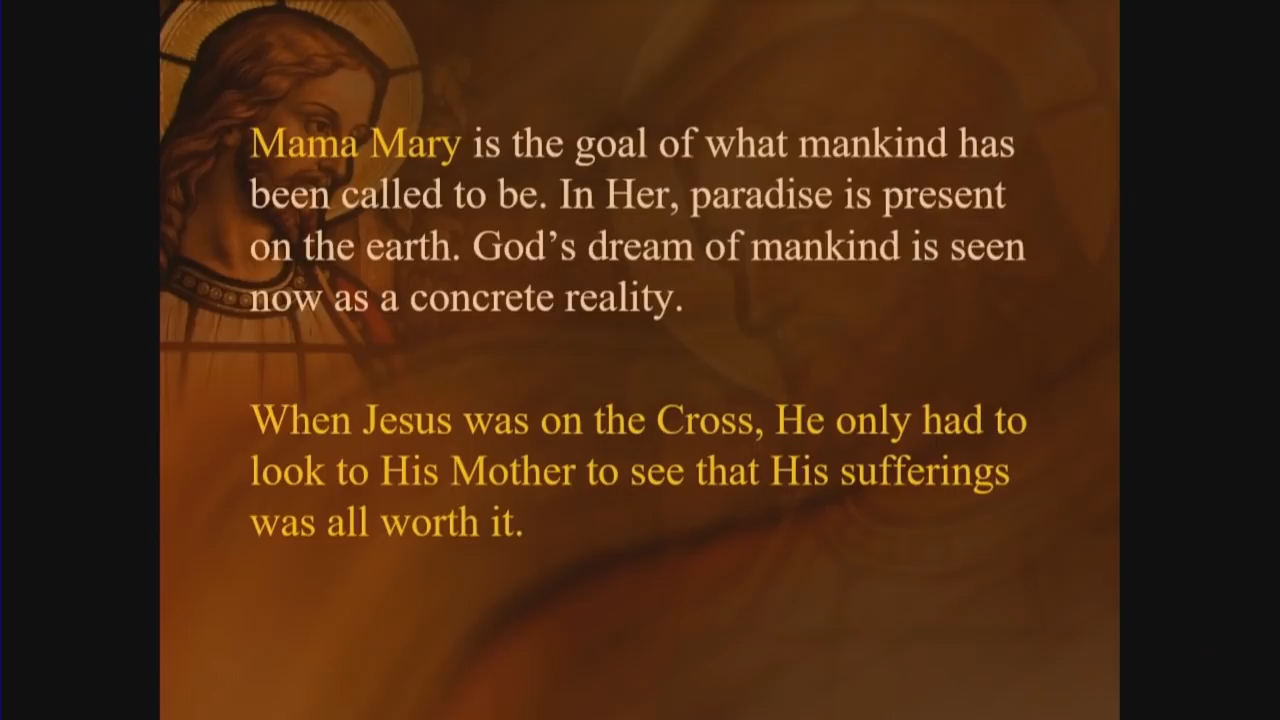 Mama Mary is the goal of what mankind has
been called to be. In Her, paradise is present
on the earth. God’s dream of mankind is seen
now as a concrete reality.
When Jesus was on the Cross, He only had to
look to His Mother to see that His sufferings
was all worth it.